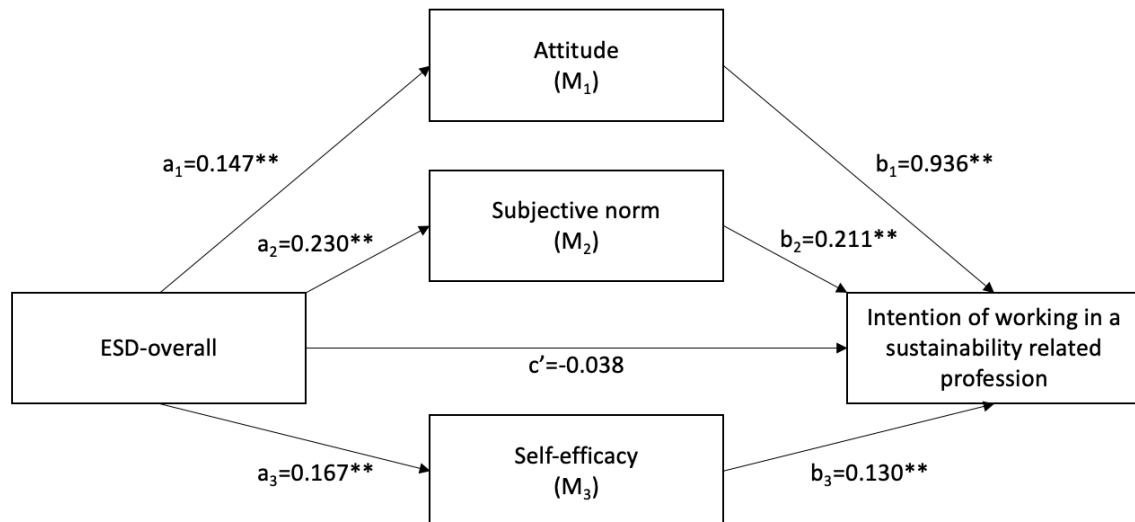 Attitude
(M₁)
a₁=0.147**
b₁=0.936**
Subjective norm
(M₂)
a₂=0.230**
b₂=0.211**
ESD-overall
Intention of working in a
sustainability related
profession
c’=-0.038
Self-efficacy
(M₃)
a₃=0.167**
b₃=0.130**